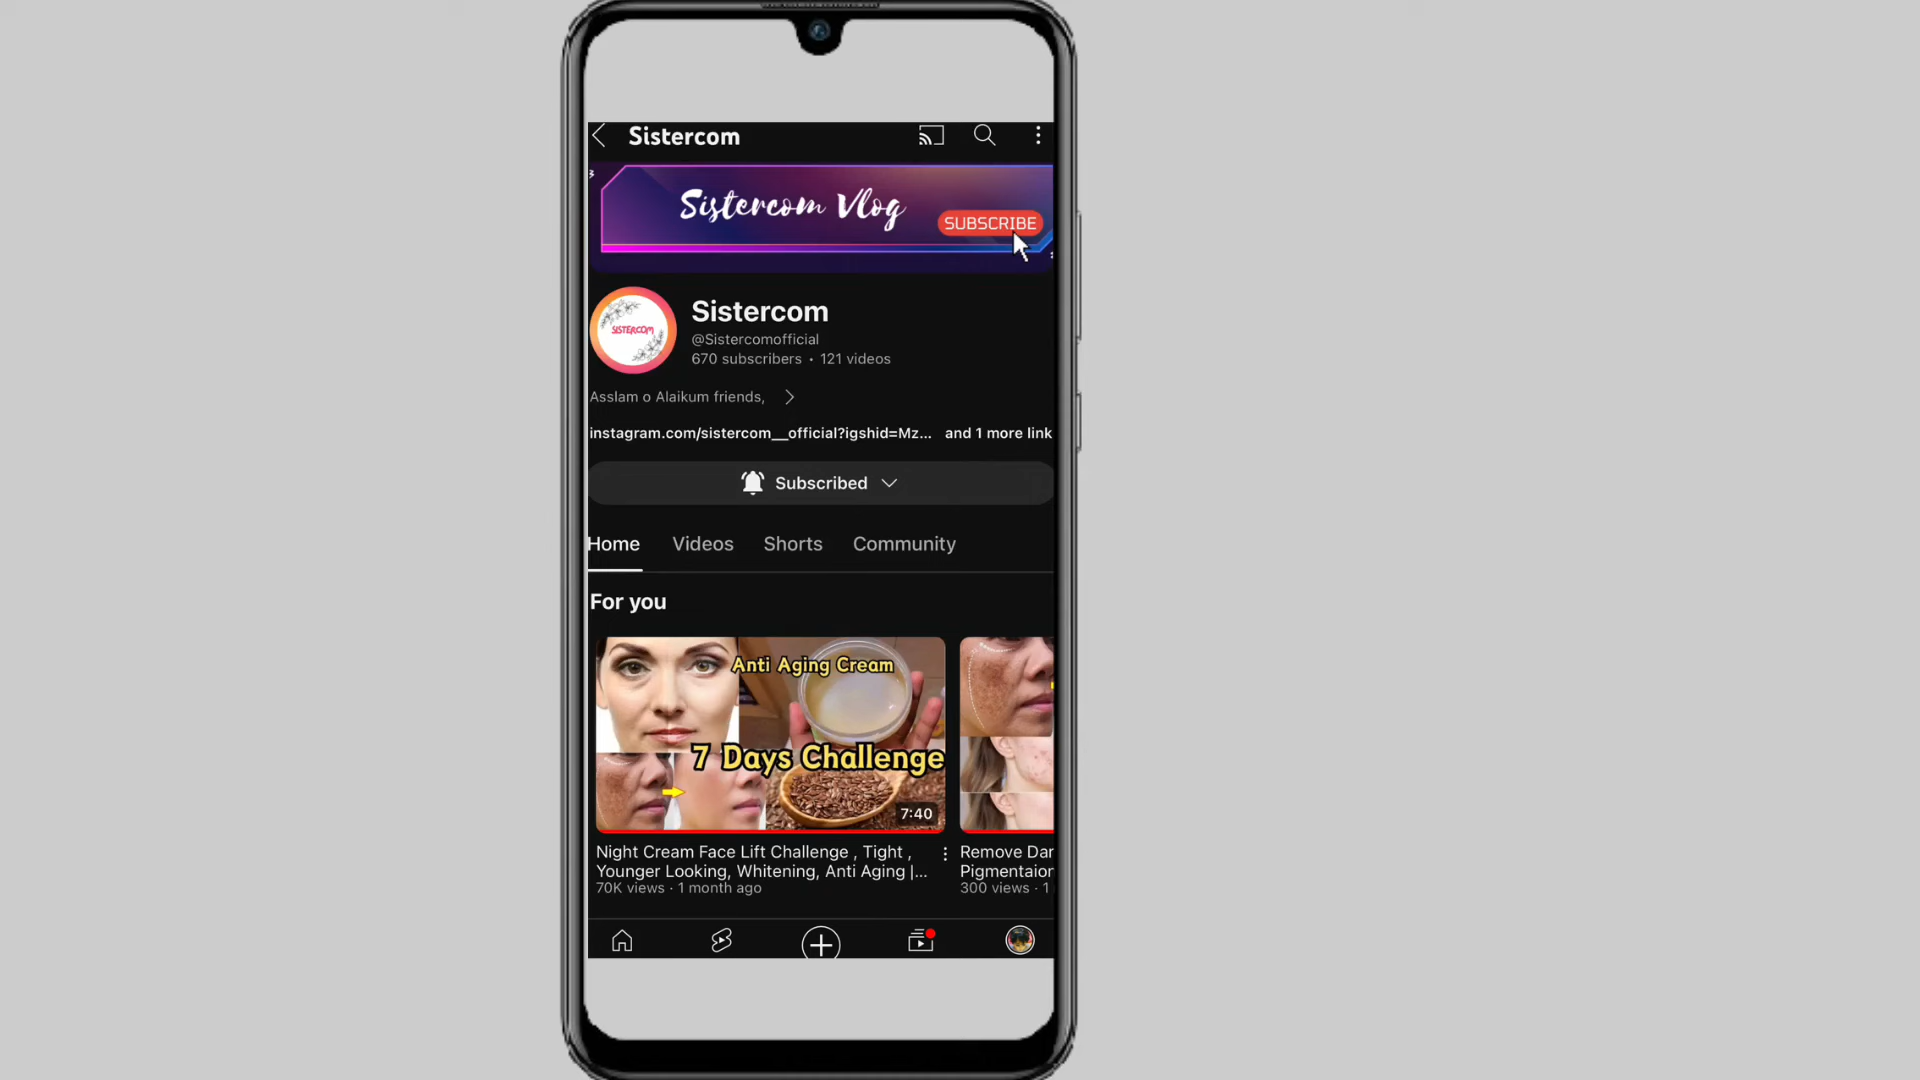 Sistercom
Sistercom Vlog
SUBSCRIBE
SISTERCOM
Sistercom
@Sistercomofficial
670 subscribers • 121 videos
Asslam o Alaikum friends,
instagram.com/sistercom__official?igshid=Mz... and 1 more link
Subscribed
Home Videos Shorts Community
For you
Anti Aging Cream
7 Days Challenge
7:40
Night Cream Face Lift Challenge , Tight ,
Younger Looking, Whitening, Anti Aging |...
70K views · 1 month ago
Remove Dar
Pigmentaion
300 views · 1